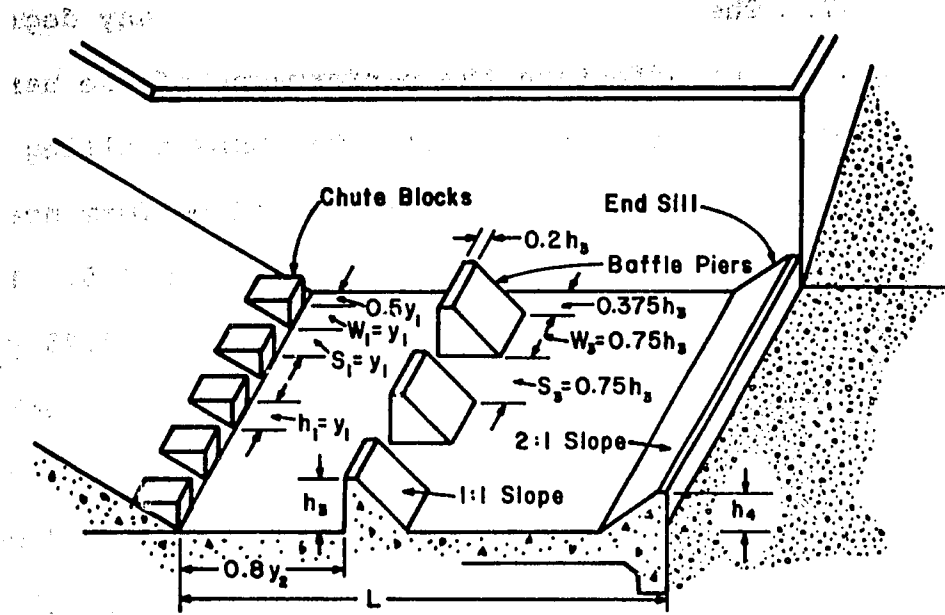 The
Chute Blocks
End Sill
0.2h₃
Baffle Piers
0.5y₁
0.375h₃
W₁=y₁
W₃=0.75h₃
S₁=y₁
S₃=0.75h₃
h₁=y₁
2:1 Slope
1:1 Slope
h₃
h₄
0.8y₂
L